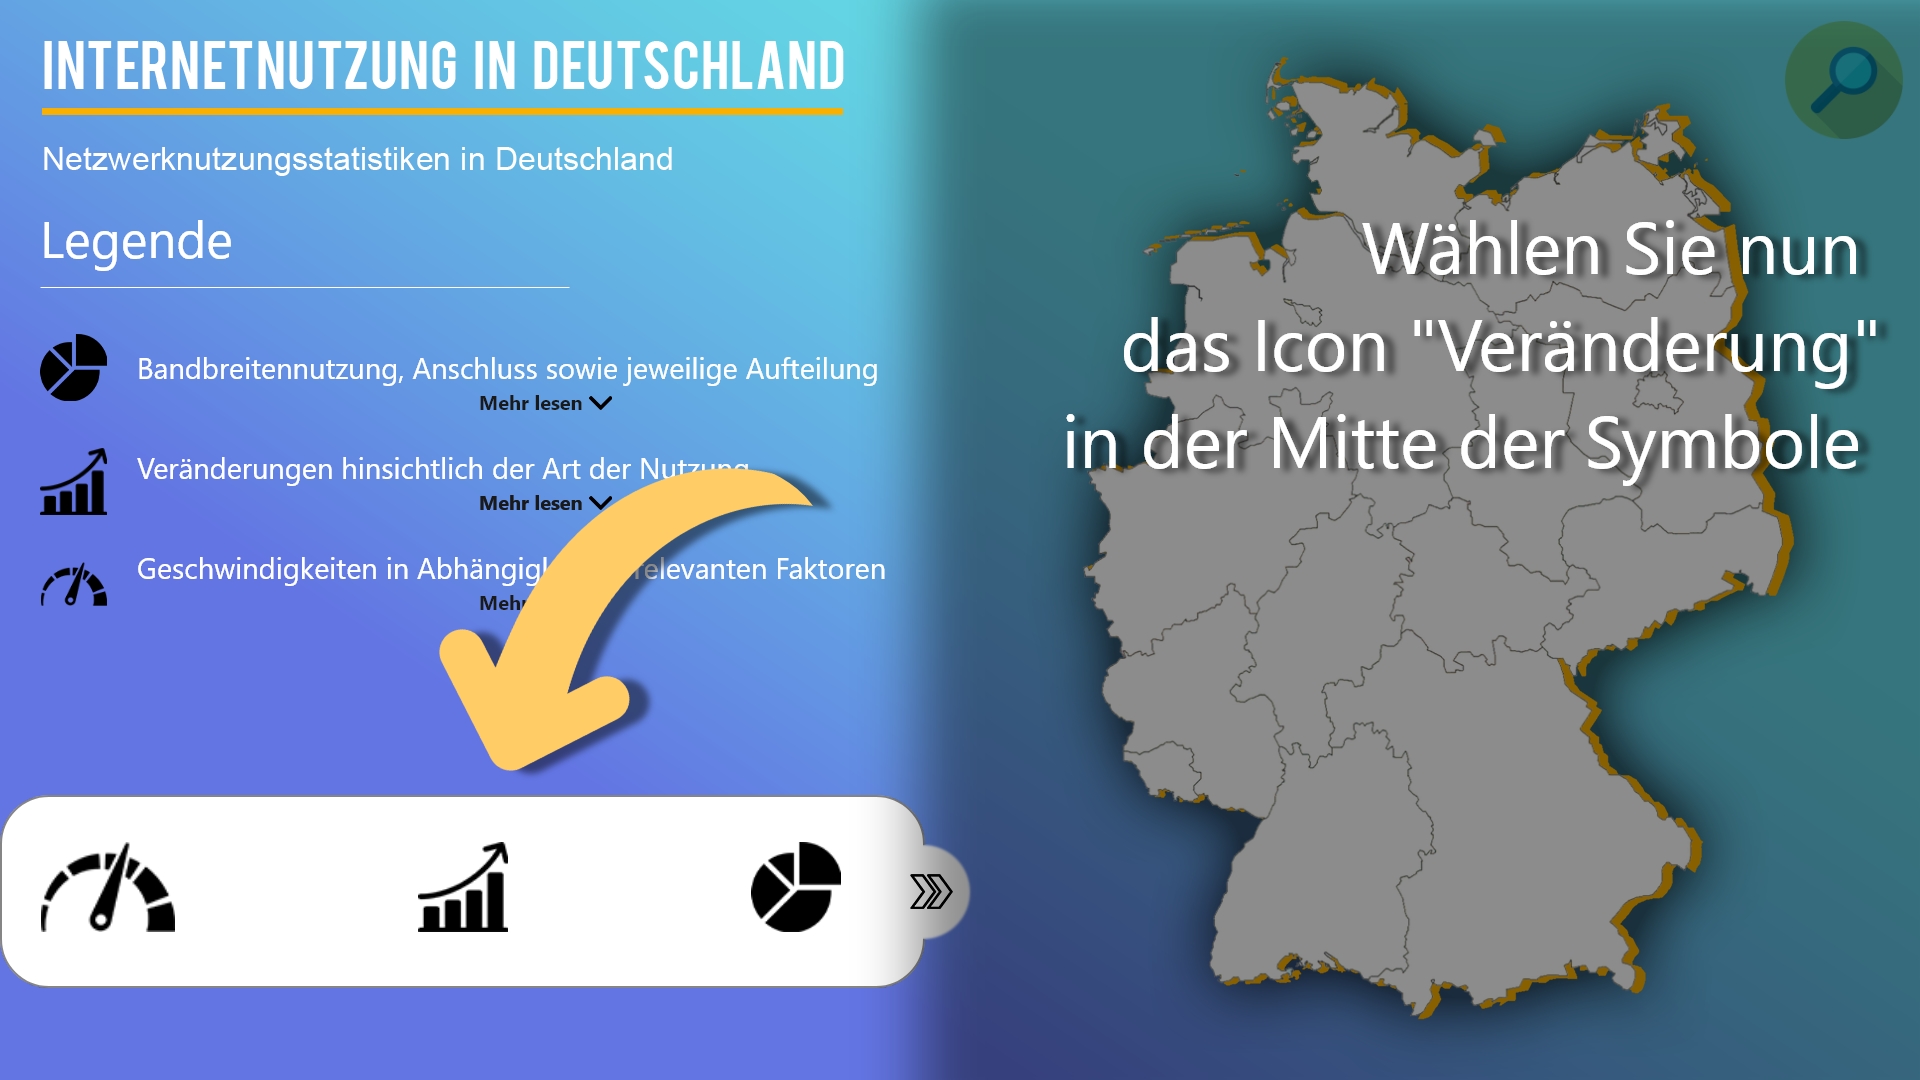 INTERNETNUTZUNG IN DEUTSCHLAND
Netzwerknutzungsstatistiken in Deutschland
Legende
Bandbreitennutzung, Anschluss sowie jeweilige Aufteilung
Mehr lesen
Veränderungen hinsichtlich der Art der Nutzung
Mehr lesen
Geschwindigkeiten in relevanten Faktoren
Wählen Sie nun
das Icon "Veränderung"
in der Mitte der Symbole